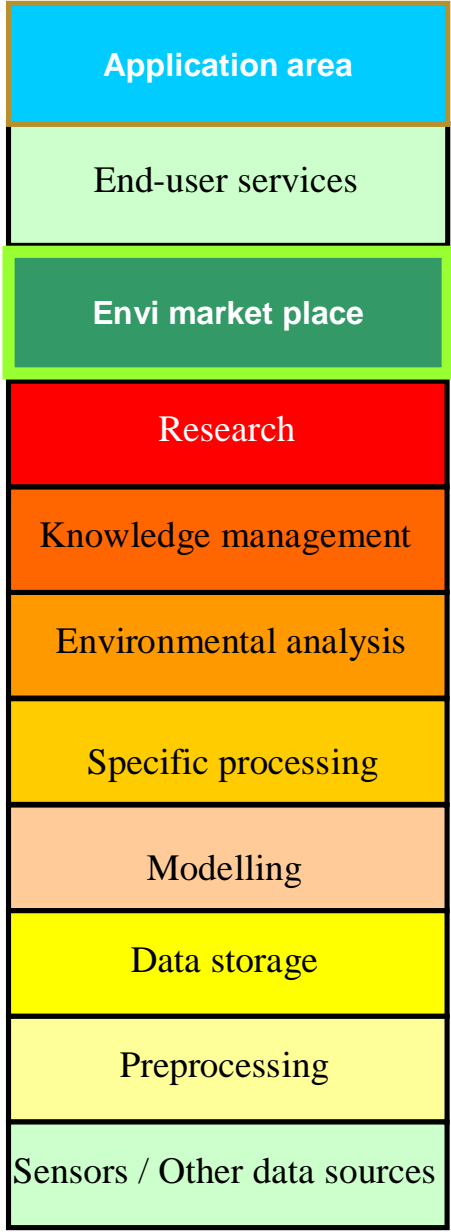 Application area
End-user services
Envi market place
Research
Knowledge management
Environmental analysis
Specific processing
Modelling
Data storage
Preprocessing
Sensors / Other data sources